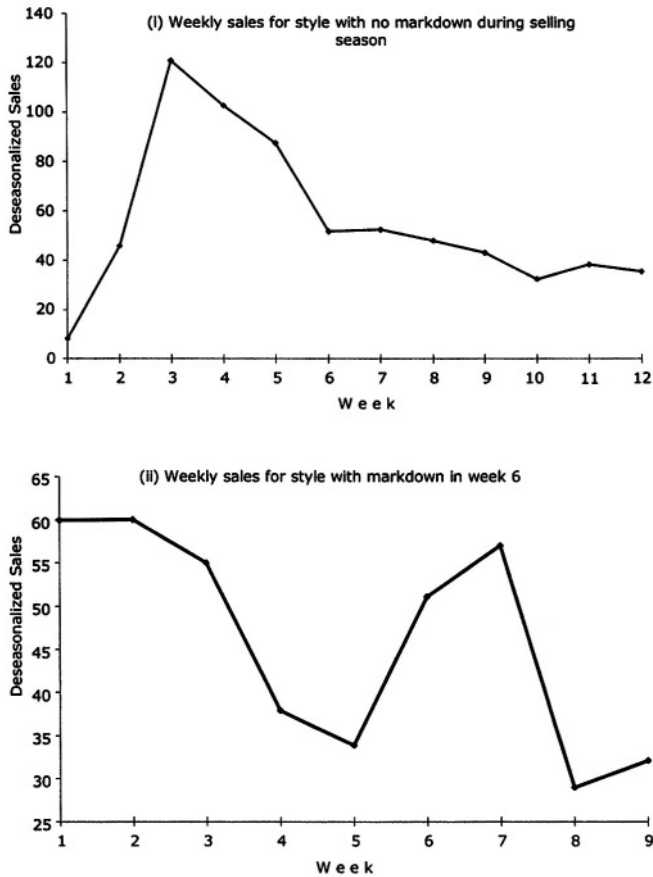 (i) Weekly sales for style with no markdown during selling
season
Deseasonalized Sales
140
120
100
80
60
40
20
0
1 2 3 4 5 6 7 8 9 10 11 12
Week
(ii) Weekly sales for style with markdown in week 6
Deseasonalized Sales
65
60
55
50
45
40
35
30
25
1 2 3 4 5 6 7 8 9
Week